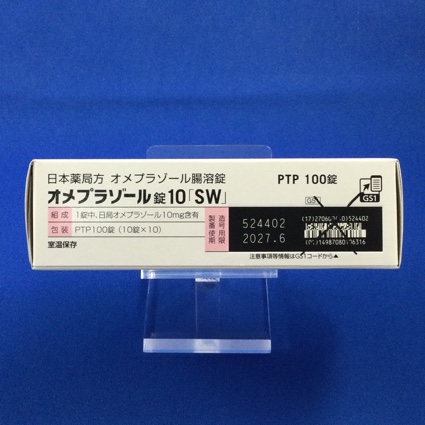 日本薬局方 オメプラゾール腸溶錠
オメプラゾール錠10「SW」
PTP 100錠
組成 1錠中、日局オメプラゾール10mg含有
包装 PTP100錠（10錠×10）
室温保存
製造番号 524402
使用期限 2027.6
GS1
注意事項等情報はGS1コードから▲